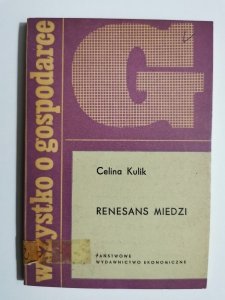 wszystko o gospodarce
G
Celina Kulik
RENESANS MIEDZI
PAŃSTWOWE
WYDAWNICTWO EKONOMICZNE